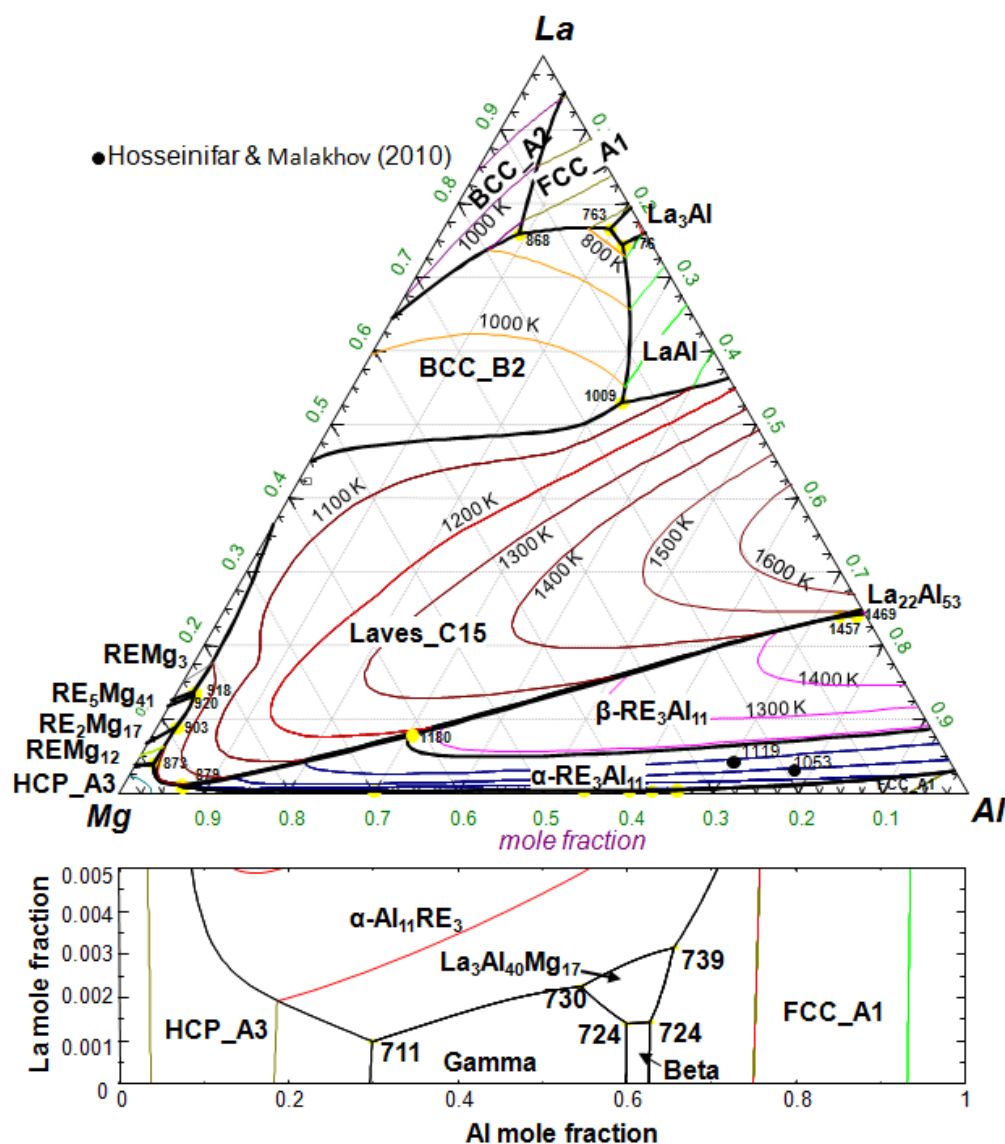 La
●Hosseinifar & Malakhov (2010)
0.9
0.8
0.7
0.6
0.5
0.4
0.3
0.2
BCC_A2
FCC_A1
1000 K
0.2
0.3
0.4
0.5
0.6
0.7
0.8
0.9
763
La3Al
868
776
800 K
1000 K
BCC_B2
LaAl
1009
1100 K
1200 K
1300 K
1400 K
1500 K
1600 K
La22Al53
1469
1457
Laves_C15
REMg3
RE5Mg41
918
920
RE2Mg17
903
REMg12
873
879
HCP_A3
1180
β-RE3Al11
1400 K
1300 K
1119
1053
α-RE3Al11
FCC_A1
Mg
Al
0.9 0.8 0.7 0.6 0.5 0.4 0.3 0.2 0.1
mole fraction
0.005
0.004
0.003
0.002
0.001
0
La mole fraction
α-Al11RE3
La3Al40Mg17
739
730
HCP_A3
724
724
FCC_A1
711
Gamma
Beta
0 0.2 0.4 0.6 0.8 1
Al mole fraction